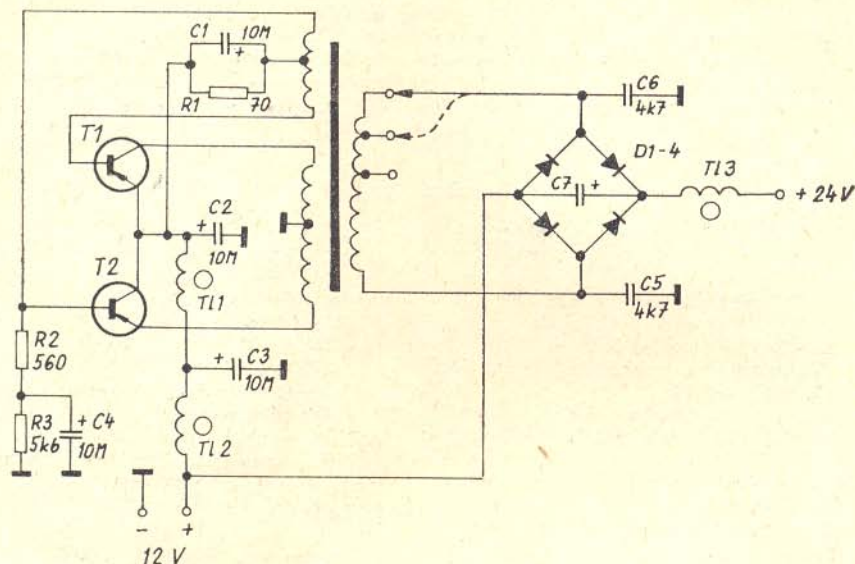 C1
10M
+
R1
70
T1
C2
+
10M
T2
Tl1
R2
560
C3
+
10M
R3
5k6
+
C4
10M
Tl2
-
+
12 V
C6
4k7
D1-4
C7
+
Tl3
+ 24V
C5
4k7